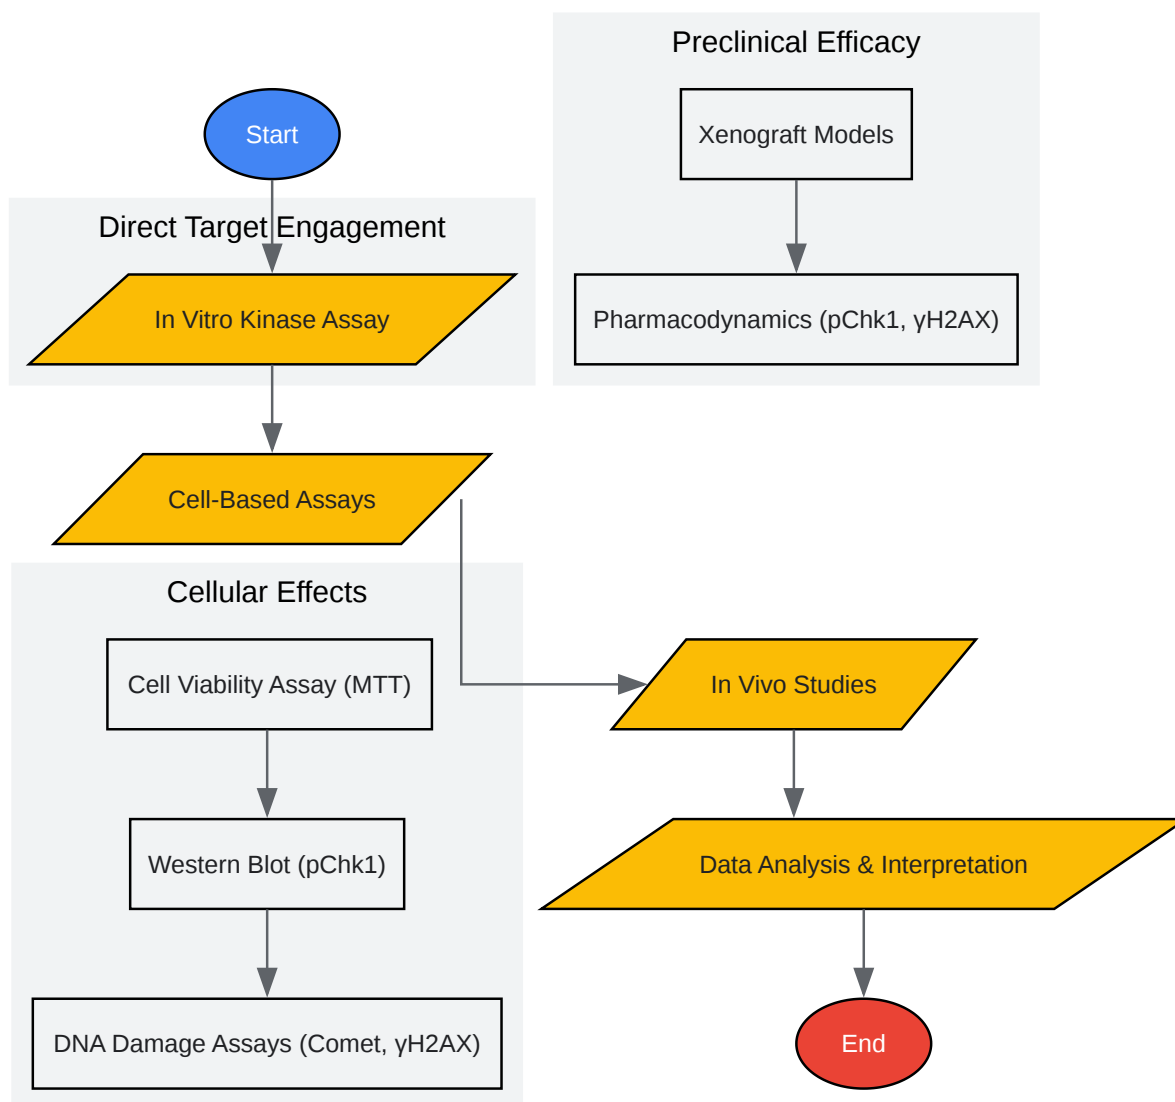 Preclinical Efficacy
Start
Xenograft Models
Direct Target Engagement
In Vitro Kinase Assay
Pharmacodynamics (pChk1, γH2AX)
Cell-Based Assays
Cellular Effects
Cell Viability Assay (MTT)
In Vivo Studies
Western Blot (pChk1)
Data Analysis & Interpretation
DNA Damage Assays (Comet, γH2AX)
End